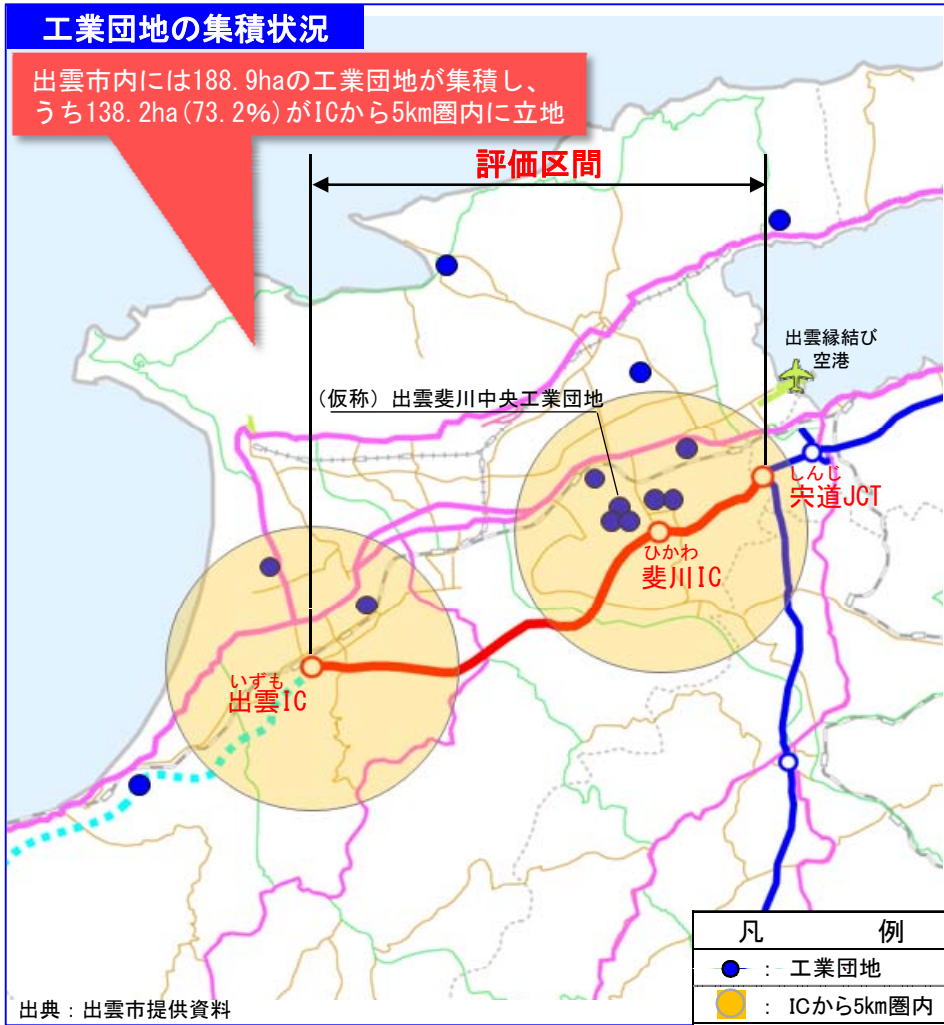 工業団地の集積状況
出雲市内には188.9haの工業団地が集積し、
うち138.2ha(73.2%)がICから5km圏内に立地
評価区間
出雲縁結び
空港
(仮称) 出雲斐川中央工業団地
しんじ
宍道JCT
ひかわ
斐川IC
いずも
出雲IC
凡 例
： 工業団地
： ICから5km圏内
出典：出雲市提供資料